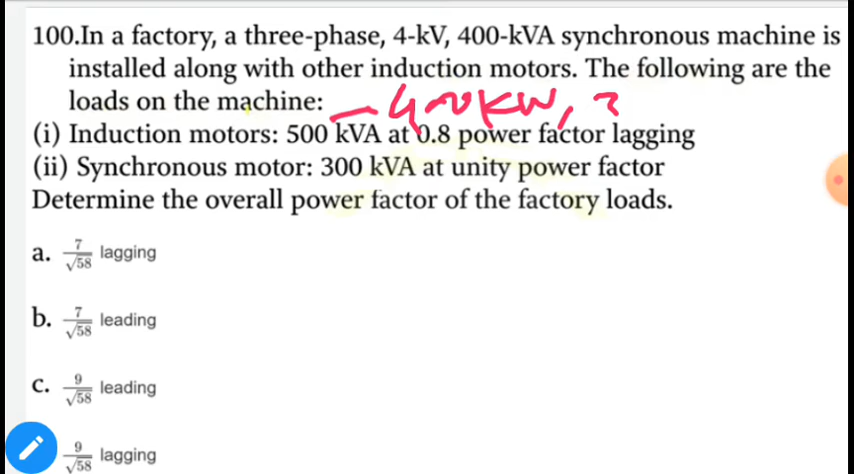 100.In a factory, a three-phase, 4-kV, 400-kVA synchronous machine is
installed along with other induction motors. The following are the
loads on the machine: – 400KW, 3
(i) Induction motors: 500 kVA at 0.8 power factor lagging
(ii) Synchronous motor: 300 kVA at unity power factor
Determine the overall power factor of the factory loads.
a. 7/√58 lagging
b. 7/√58 leading
c. 9/√58 leading
9/√58 lagging